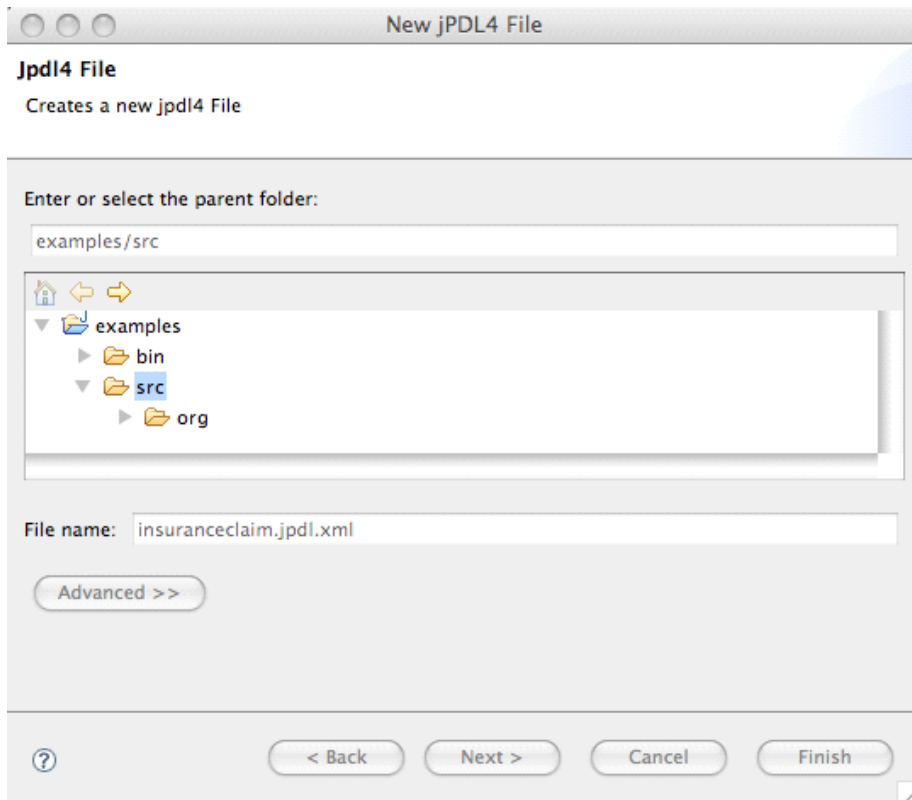 New jPDL4 File
Jpdl4 File
Creates a new jpdl4 File
Enter or select the parent folder:
examples/src
examples
bin
src
org
File name: insuranceclaim.jpdl.xml
Advanced >>
? < Back Next > Cancel Finish